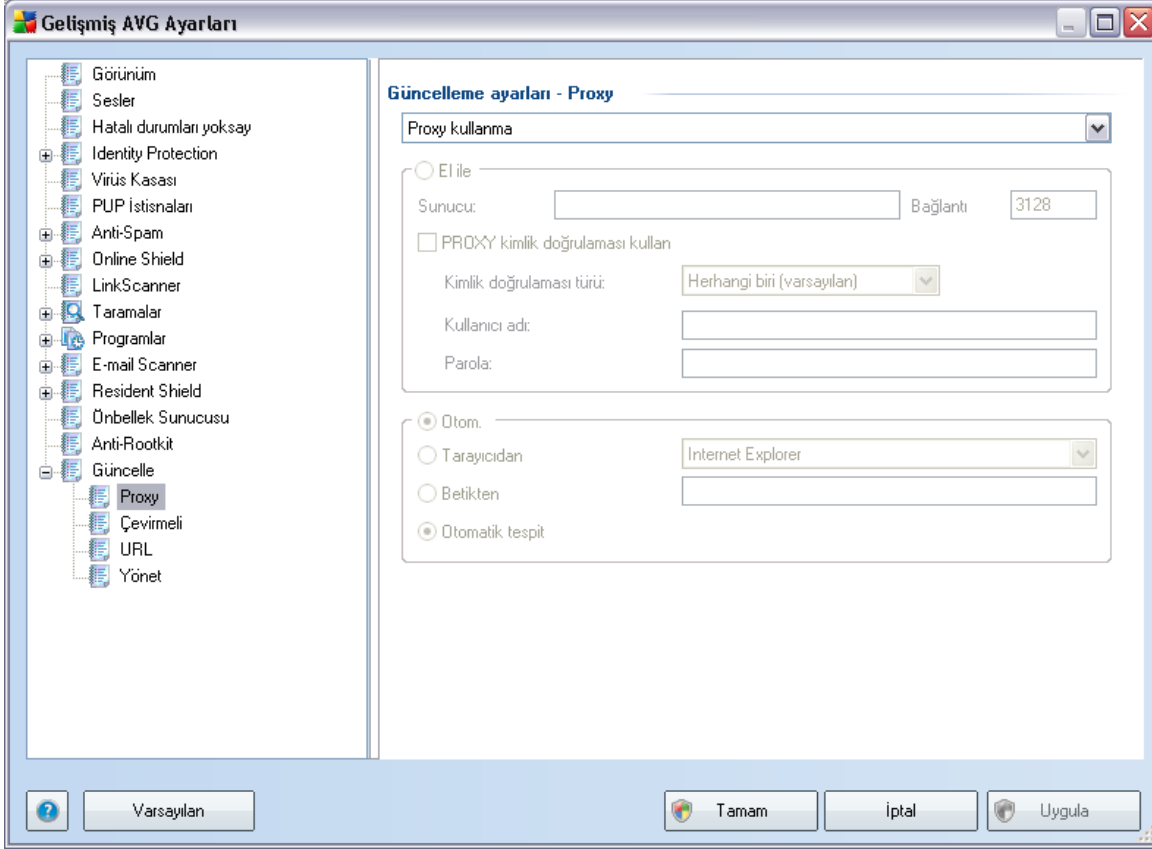 Gelişmiş AVG Ayarları
Görünüm
Sesler
Hatalı durumları yoksay
Identity Protection
Virüs Kasası
PUP İstisnaları
Anti-Spam
Online Shield
LinkScanner
Taramalar
Programlar
E-mail Scanner
Resident Shield
Önbellek Sunucusu
Anti-Rootkit
Güncelle
Proxy
Çevirmeli
URL
Yönet
Güncelleme ayarları - Proxy
Proxy kullanma
El ile
Sunucu: Bağlantı 3128
PROXY kimlik doğrulaması kullan
Kimlik doğrulaması türü: Herhangi biri (varsayılan)
Kullanıcı adı:
Parola:
Otom.
Tarayıcıdan Internet Explorer
Betikten
Otomatik tespit
Varsayılan Tamam İptal Uygula